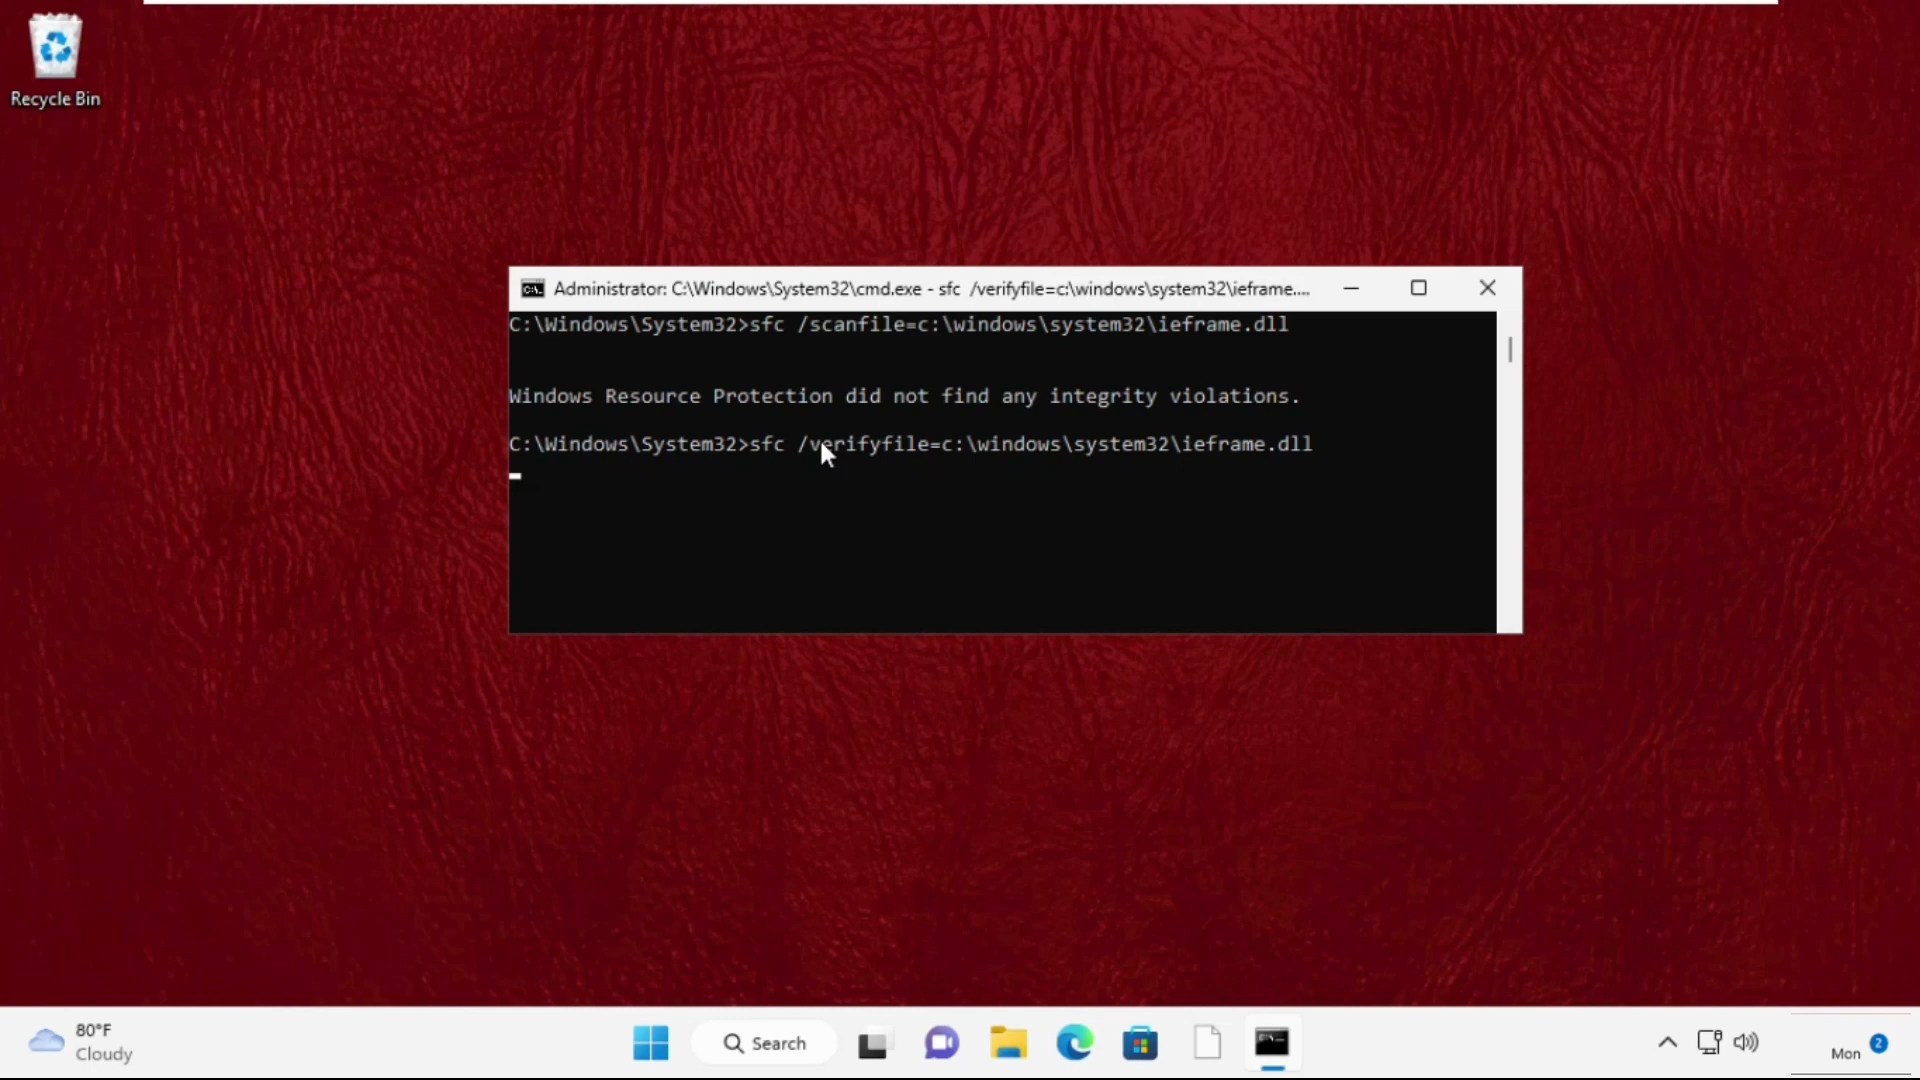 Recycle Bin
Administrator: C:\Windows\System32\cmd.exe - sfc /verifyfile=c:\windows\system32\ieframe....
C:\Windows\System32>sfc /scanfile=c:\windows\system32\ieframe.dll
Windows Resource Protection did not find any integrity violations.
C:\Windows\System32>sfc /verifyfile=c:\windows\system32\ieframe.dll
80°F
Cloudy
Search
Mon
2